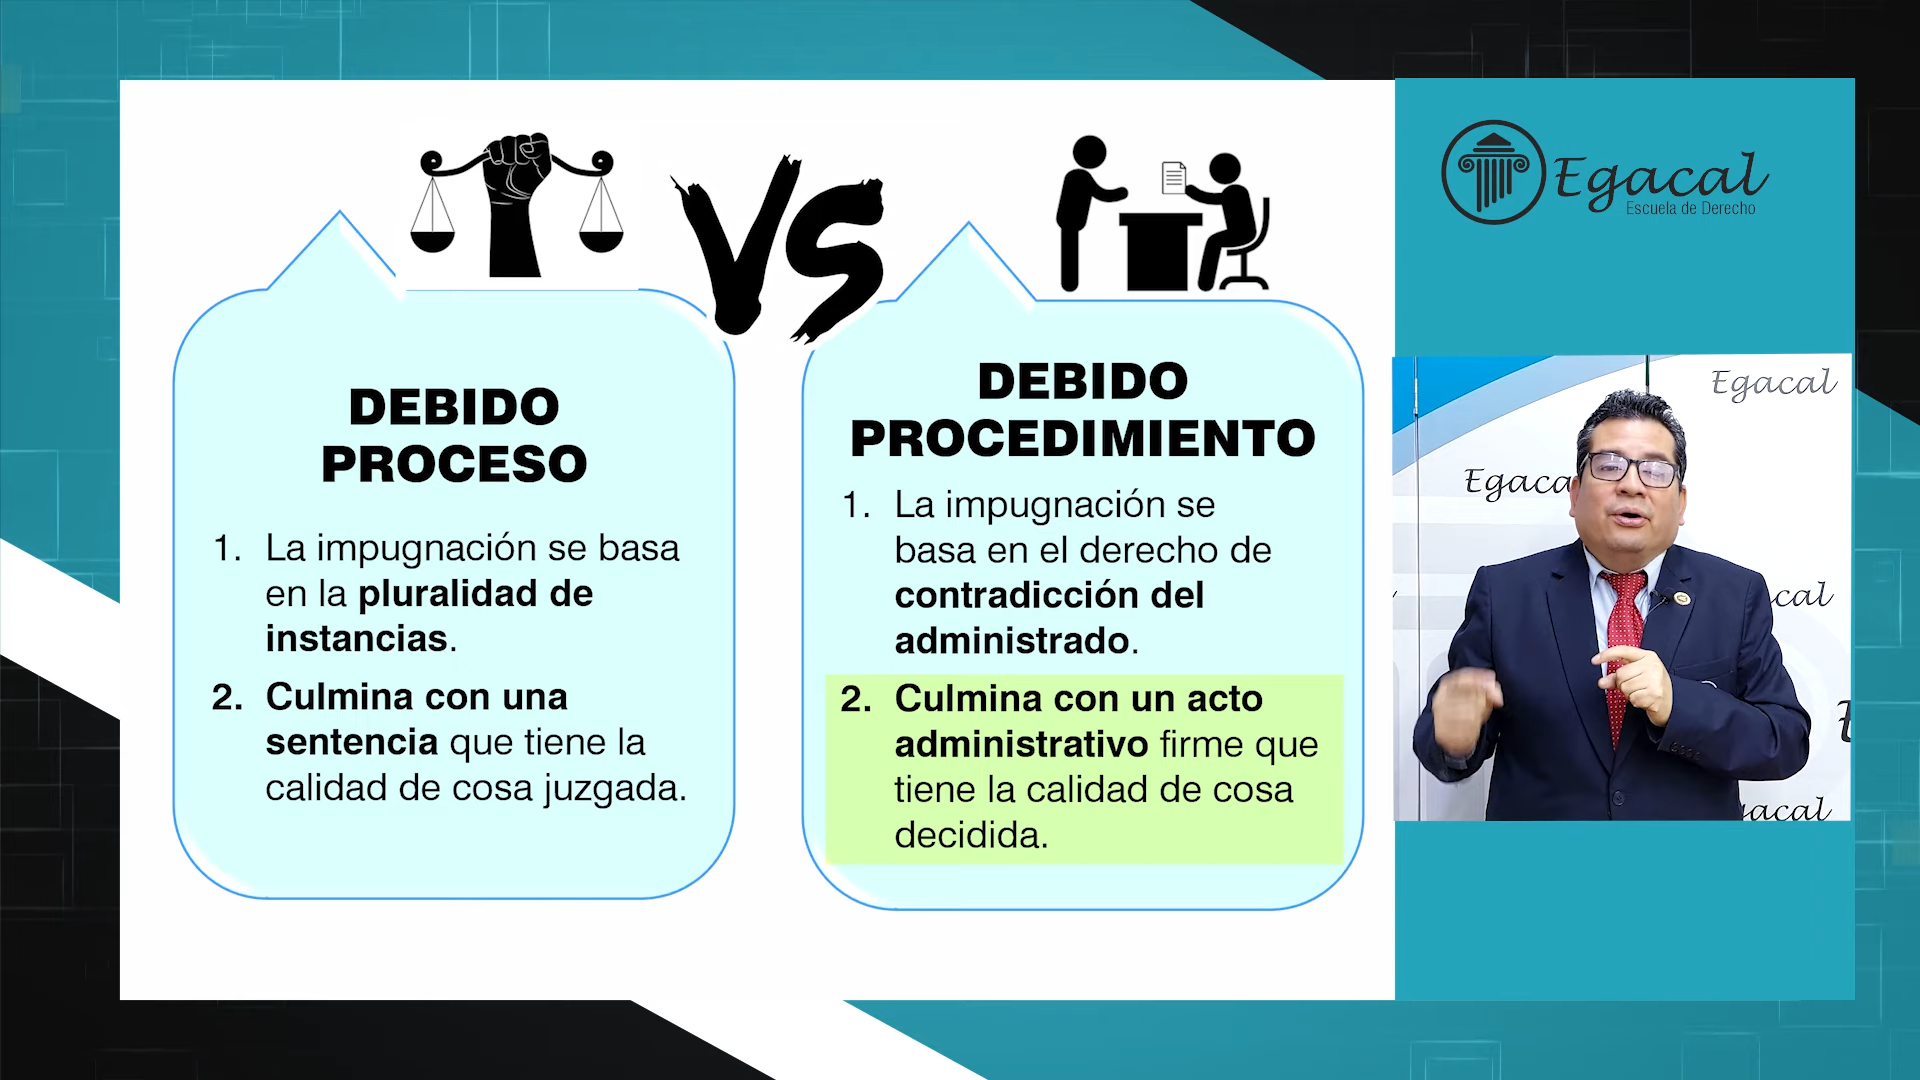 VS
DEBIDO
PROCESO
1. La impugnación se basa
en la pluralidad de
instancias.
2. Culmina con una
sentencia que tiene la
calidad de cosa juzgada.
DEBIDO
PROCEDIMIENTO
1. La impugnación se
basa en el derecho de
contradicción del
administrado.
2. Culmina con un acto
administrativo firme que
tiene la calidad de cosa
decidida.
Egacal
Escuela de Derecho
Egacal
Egaca
cal
acal